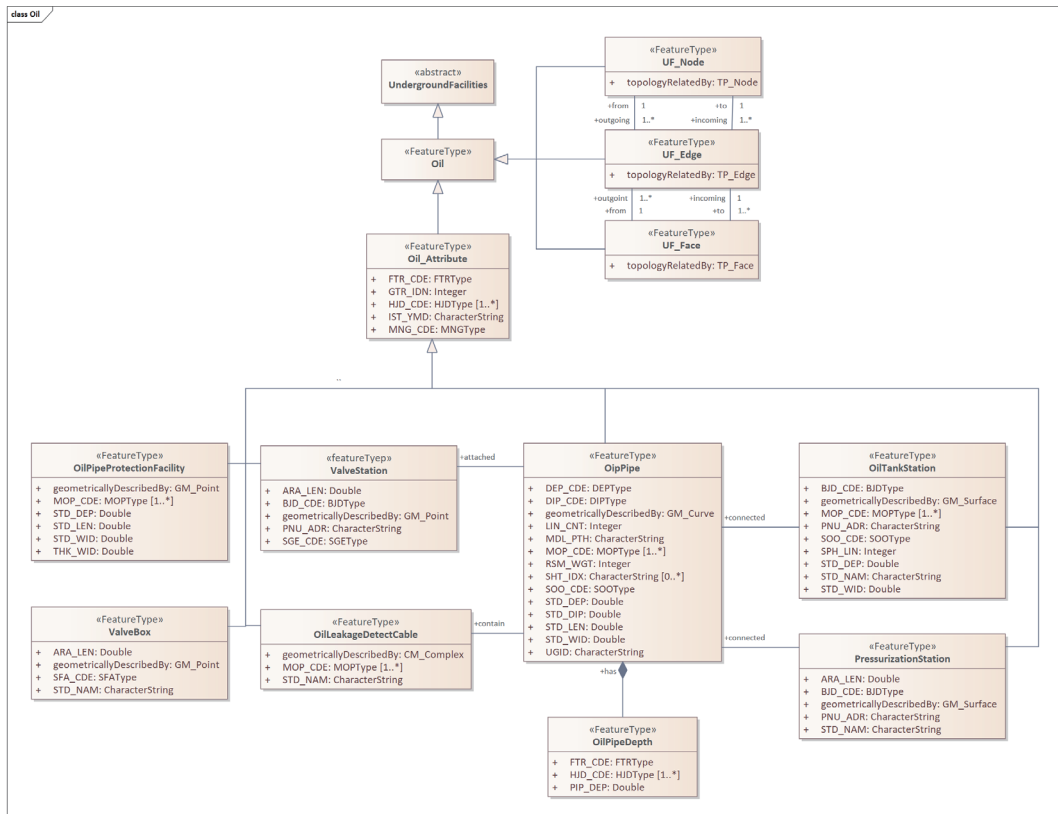 class Oil
«abstract»
UndergroundFacilities
«FeatureType»
Oil
«FeatureType»
UF_Node
+ topologyRelatedBy: TP_Node
+from 1 +to 1
+outgoing 1..* +incoming 1..*
«FeatureType»
UF_Edge
+ topologyRelatedBy: TP_Edge
+outgoint 1..* +incoming 1
+from 1 +to 1..*
«FeatureType»
UF_Face
+ topologyRelatedBy: TP_Face
«FeatureType»
Oil_Attribute
+ FTR_CDE: FTRType
+ GTR_IDN: Integer
+ HJD_CDE: HJDType [1..*]
+ IST_YMD: CharacterString
+ MNG_CDE: MNGType
..
«FeatureType»
OilPipeProtectionFacility
+ geometricallyDescribedBy: GM_Point
+ MOP_CDE: MOPType [1..*]
+ STD_DEP: Double
+ STD_LEN: Double
+ STD_WID: Double
+ THK_WID: Double
«featureTyep»
ValveStation
+ ARA_LEN: Double
+ BJD_CDE: BJDType
+ geometricallyDescribedBy: GM_Point
+ PNU_ADR: CharacterString
+ SGE_CDE: SGEType
+attached
«FeatureType»
OipPipe
+ DEP_CDE: DEPType
+ DIP_CDE: DIPType
+ geometricallyDescribedBy: GM_Curve
+ LIN_CNT: Integer
+ MDL_PTH: CharacterString
+ MOP_CDE: MOPType [1..*]
+ RSM_WGT: Integer
+ SHT_IDX: CharacterString [0..*]
+ SOO_CDE: SOOType
+ STD_DEP: Double
+ STD_DIP: Double
+ STD_LEN: Double
+ STD_WID: Double
+ UGID: CharacterString
+connected
«FeatureType»
OilTankStation
+ BJD_CDE: BJDType
+ geometricallyDescribedBy: GM_Surface
+ MOP_CDE: MOPType [1..*]
+ PNU_ADR: CharacterString
+ SOO_CDE: SOOType
+ SPH_LIN: Integer
+ STD_DEP: Double
+ STD_NAM: CharacterString
+ STD_WID: Double
«FeatureType»
ValveBox
+ ARA_LEN: Double
+ geometricallyDescribedBy: GM_Point
+ SFA_CDE: SFAType
+ STD_NAM: CharacterString
«FeatureType»
OilLeakageDetectCable
+ geometricallyDescribedBy: CM_Complex
+ MOP_CDE: MOPType [1..*]
+ STD_NAM: CharacterString
+contain
+connected
«FeatureType»
PressurizationStation
+ ARA_LEN: Double
+ BJD_CDE: BJDType
+ geometricallyDescribedBy: GM_Surface
+ PNU_ADR: CharacterString
+ STD_NAM: CharacterString
+has
«FeatureType»
OilPipeDepth
+ FTR_CDE: FTRType
+ HJD_CDE: HJDType [1..*]
+ PIP_DEP: Double